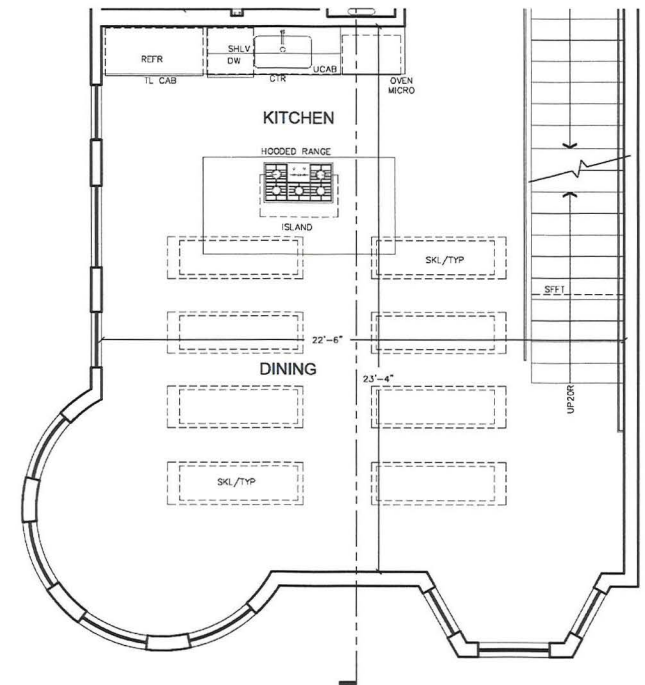 SHLV
REFR
DW
UCAB
TL CAB
CTR
OVEN
MICRO
KITCHEN
HOODED RANGE
ISLAND
SKL/TYP
SFFT
22'-6"
DINING
23'-4"
UP20R
SKL/TYP